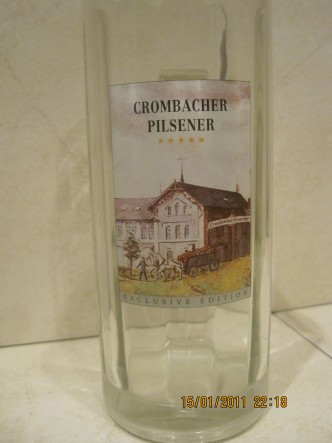 CROMBACHER
PILSENER
EXCLUSIVE EDITION
15/01/2011 22:18